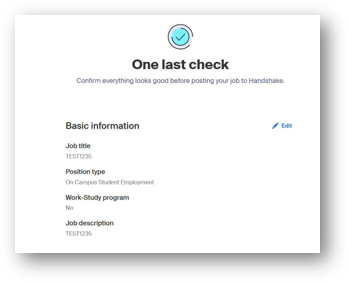 One last check
Confirm everything looks good before posting your job to Handshake.
Basic information
Edit
Job title
TEST1235
Position type
On Campus Student Employment
Work-Study program
No
Job description
TEST1235